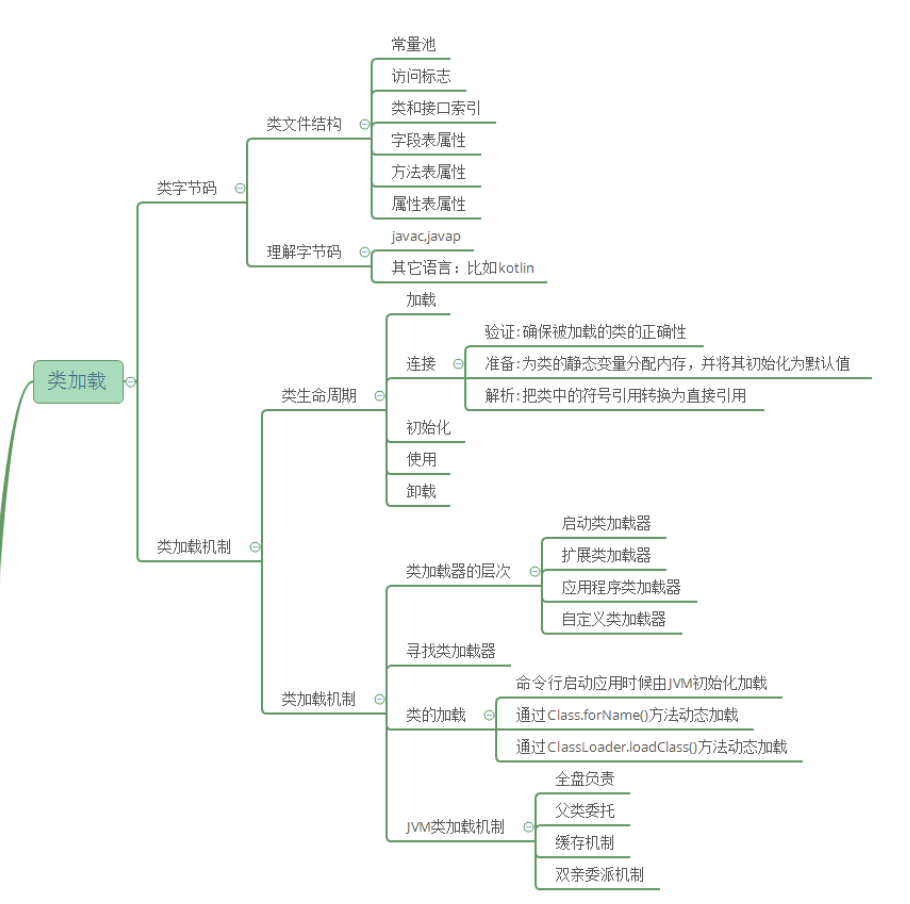 常量池
访问标志
类和接口索引
类文件结构
字段表属性
方法表属性
类字节码
属性表属性
javac,javap
理解字节码
其它语言：比如kotlin
加载
验证:确保被加载的类的正确性
连接
准备:为类的静态变量分配内存，并将其初始化为默认值
类加载
类生命周期
解析:把类中的符号引用转换为直接引用
初始化
使用
卸载
启动类加载器
类加载机制
扩展类加载器
类加载器的层次
应用程序类加载器
自定义类加载器
寻找类加载器
命令行启动应用时候由JVM初始化加载
类加载机制
类的加载
通过Class.forName()方法动态加载
通过ClassLoader.loadClass()方法动态加载
全盘负责
父类委托
JVM类加载机制
缓存机制
双亲委派机制